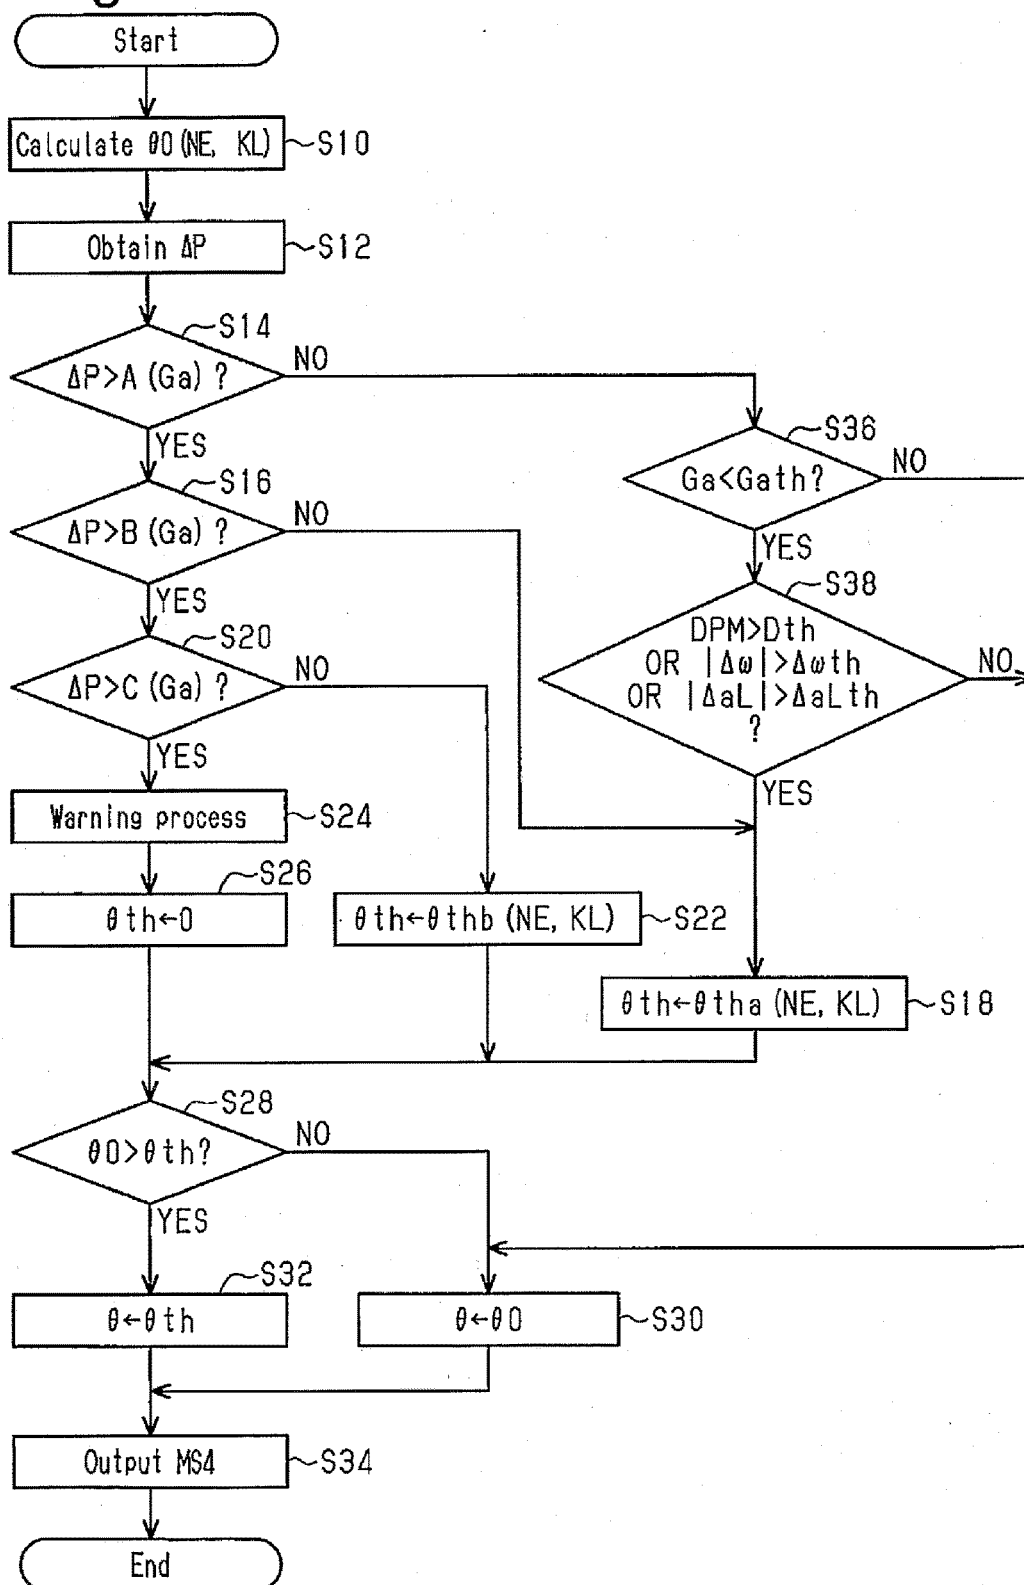 Start
Calculate θ0(NE, KL)
S10
Obtain ΔP
S12
S14
ΔP>A(Ga)?
NO
YES
S36
Ga<Gath?
NO
YES
S16
ΔP>B(Ga)?
NO
YES
S38
DPM>Dth
OR |Δω|>Δωth
OR |ΔaL|>ΔaLth
?
NO
YES
S20
ΔP>C(Ga)?
NO
YES
Warning process
S24
S26
θth←0
θth←θthb(NE, KL)
S22
θth←θtha(NE, KL)
S18
S28
θ0>θth?
NO
YES
S32
θ←θth
θ←θ0
S30
Output MS4
S34
End